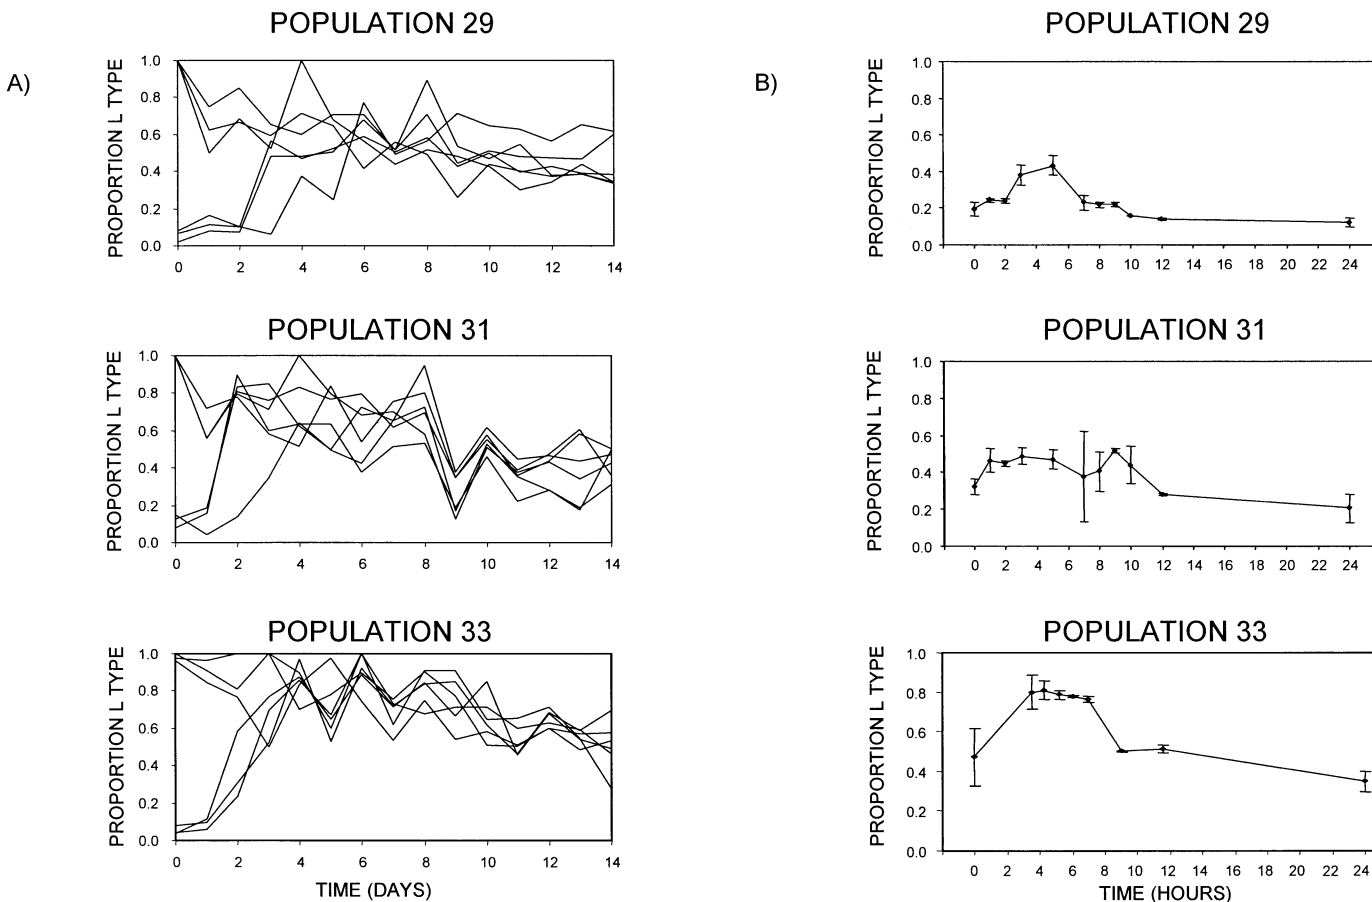 A)
POPULATION 29
PROPORTION L TYPE
1.0
0.8
0.6
0.4
0.2
0.0
0 2 4 6 8 10 12 14
POPULATION 31
PROPORTION L TYPE
1.0
0.8
0.6
0.4
0.2
0.0
0 2 4 6 8 10 12 14
POPULATION 33
PROPORTION L TYPE
1.0
0.8
0.6
0.4
0.2
0.0
0 2 4 6 8 10 12 14
TIME (DAYS)
B)
POPULATION 29
PROPORTION L TYPE
1.0
0.8
0.6
0.4
0.2
0.0
0 2 4 6 8 10 12 14 16 18 20 22 24
POPULATION 31
PROPORTION L TYPE
1.0
0.8
0.6
0.4
0.2
0.0
0 2 4 6 8 10 12 14 16 18 20 22 24
POPULATION 33
PROPORTION L TYPE
1.0
0.8
0.6
0.4
0.2
0.0
0 2 4 6 8 10 12 14 16 18 20 22 24
TIME (HOURS)